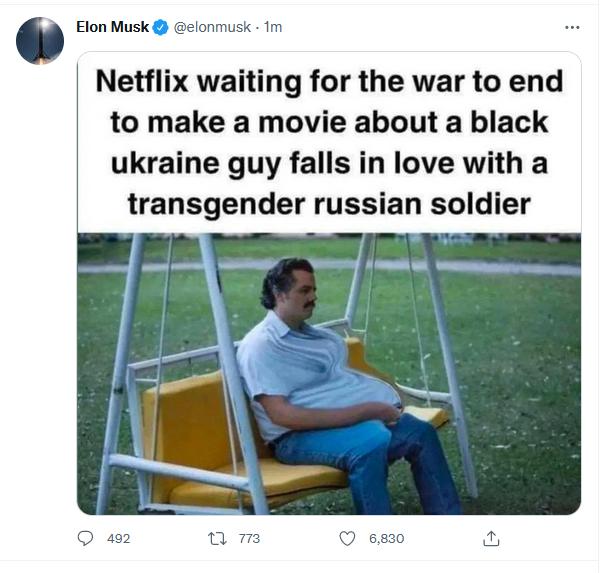 Elon Musk @elonmusk · 1m
Netflix waiting for the war to end
to make a movie about a black
ukraine guy falls in love with a
transgender russian soldier
492 773 6,830